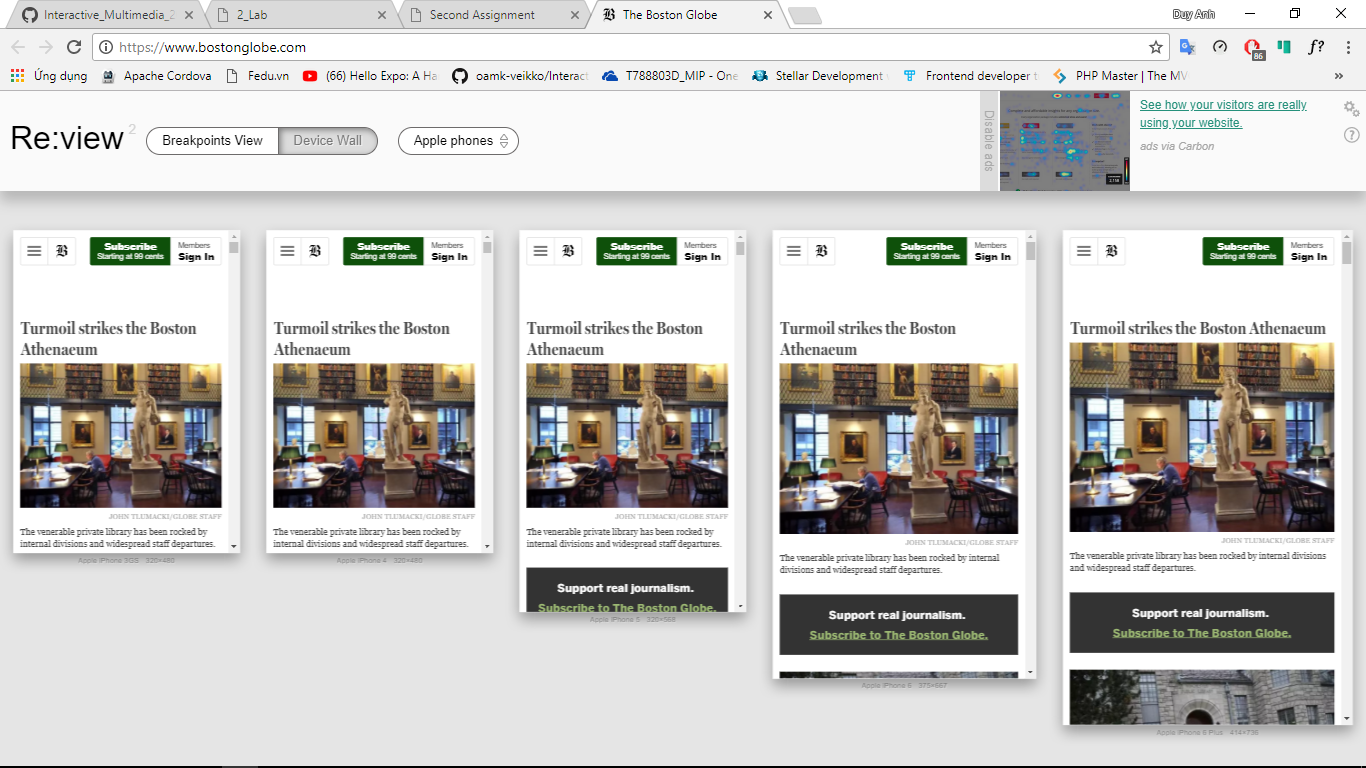 Interactive_Multimedia_2
2_Lab
Second Assignment
The Boston Globe
Duy Anh
https://www.bostonglobe.com
f?
86
Ứng dụng
Apache Cordova
Fedu.vn
(66) Hello Expo: A Ha
oamk-veikko/Interact
T788803D_MIP - One
Stellar Development
Frontend developer t
PHP Master | The MV
»
Re:view 2
Breakpoints View
Device Wall
Apple phones
Disable ads
See how your visitors are really
using your website.
ads via Carbon
B
Subscribe
Starting at 99 cents
Members
Sign In
Turmoil strikes the Boston
Athenaeum
JOHN TLUMACKI/GLOBE STAFF
The venerable private library has been rocked by
internal divisions and widespread staff departures.
Apple iPhone 3GS 320×480
B
Subscribe
Starting at 99 cents
Members
Sign In
Turmoil strikes the Boston
Athenaeum
JOHN TLUMACKI/GLOBE STAFF
The venerable private library has been rocked by
internal divisions and widespread staff departures.
Apple iPhone 4 320×480
B
Subscribe
Starting at 99 cents
Members
Sign In
Turmoil strikes the Boston
Athenaeum
JOHN TLUMACKI/GLOBE STAFF
The venerable private library has been rocked by
internal divisions and widespread staff departures.
Support real journalism.
Subscribe to The Boston Globe.
Apple iPhone 5 320×568
B
Subscribe
Starting at 99 cents
Members
Sign In
Turmoil strikes the Boston
Athenaeum
JOHN TLUMACKI/GLOBE STAFF
The venerable private library has been rocked by internal
divisions and widespread staff departures.
Support real journalism.
Subscribe to The Boston Globe.
Apple iPhone 6 375×667
B
Subscribe
Starting at 99 cents
Members
Sign In
Turmoil strikes the Boston Athenaeum
JOHN TLUMACKI/GLOBE STAFF
The venerable private library has been rocked by internal divisions
and widespread staff departures.
Support real journalism.
Subscribe to The Boston Globe.
Apple iPhone 6 Plus 414×736